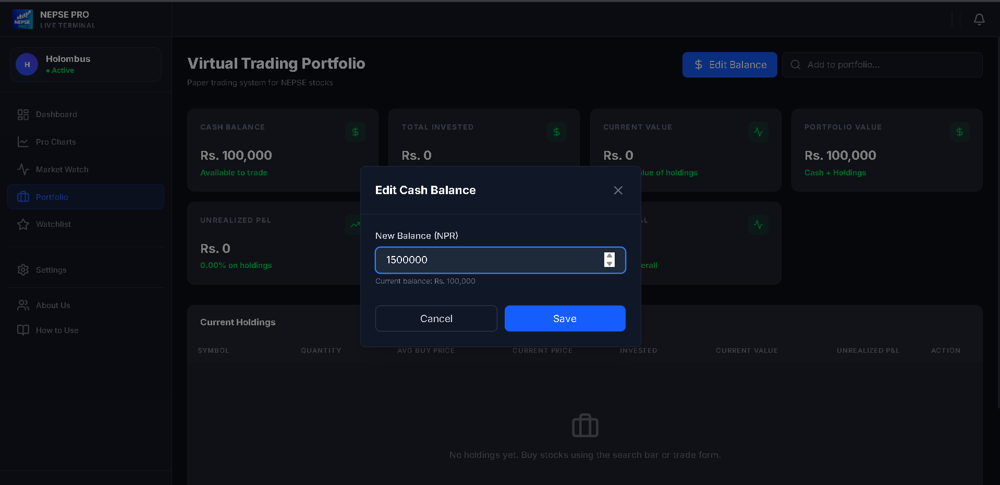 NEPSE PRO
LIVE TERMINAL
NEPSE
PRO
H
Holombus
Active
Dashboard
Pro Charts
Market Watch
Portfolio
Watchlist
Settings
About Us
How to Use
Virtual Trading Portfolio
Paper trading system for NEPSE stocks
$ Edit Balance
Add to portfolio...
CASH BALANCE
Rs. 100,000
Available to trade
TOTAL INVESTED
Rs. 0
CURRENT VALUE
Rs. 0
lue of holdings
PORTFOLIO VALUE
Rs. 100,000
Cash + Holdings
UNREALIZED P&L
Rs. 0
0.00% on holdings
&L
erall
Edit Cash Balance
New Balance (NPR)
1500000
Current balance: Rs. 100,000
Cancel
Save
Current Holdings
SYMBOL QUANTITY AVG BUY PRICE CURRENT PRICE INVESTED CURRENT VALUE UNREALIZED P&L ACTION
No holdings yet. Buy stocks using the search bar or trade form.